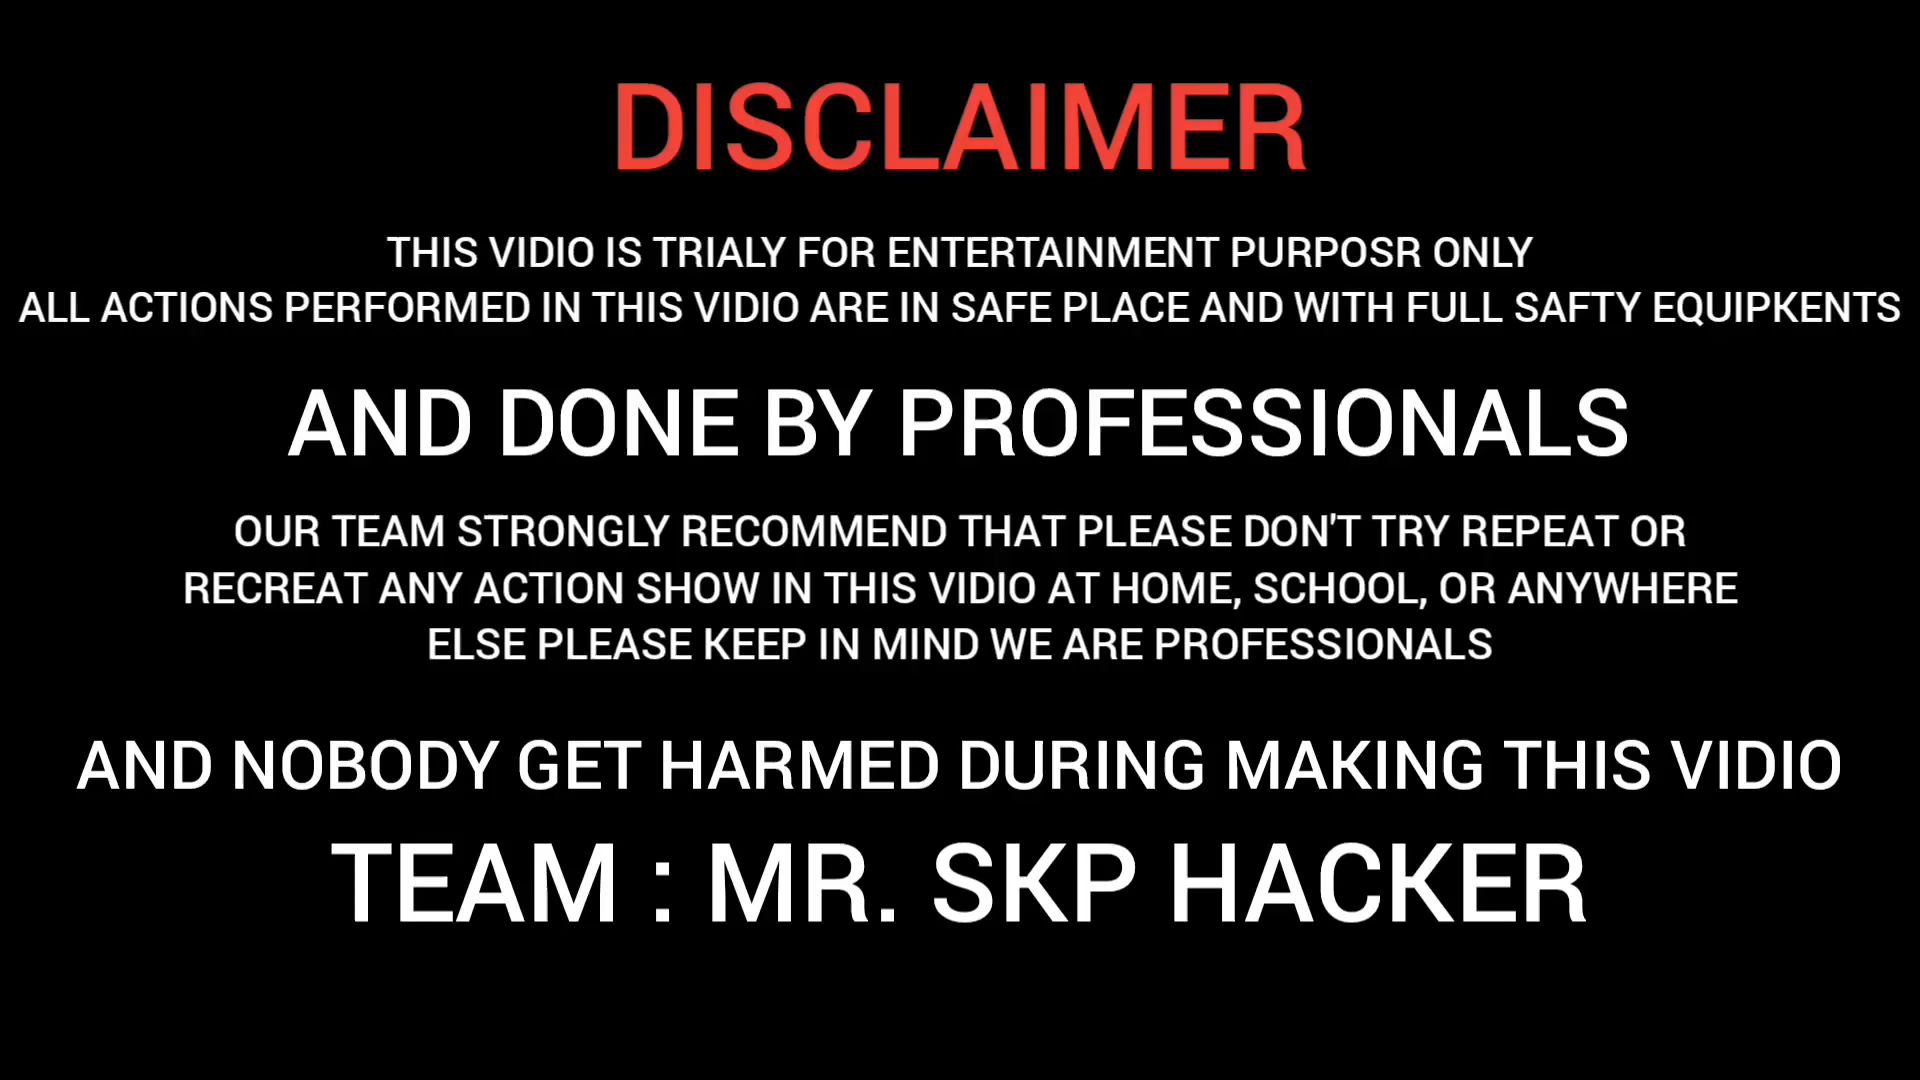 DISCLAIMER
THIS VIDIO IS TRIALY FOR ENTERTAINMENT PURPOSR ONLY
ALL ACTIONS PERFORMED IN THIS VIDIO ARE IN SAFE PLACE AND WITH FULL SAFTY EQUIPKENTS
AND DONE BY PROFESSIONALS
OUR TEAM STRONGLY RECOMMEND THAT PLEASE DON'T TRY REPEAT OR
RECREAT ANY ACTION SHOW IN THIS VIDIO AT HOME, SCHOOL, OR ANYWHERE
ELSE PLEASE KEEP IN MIND WE ARE PROFESSIONALS
AND NOBODY GET HARMED DURING MAKING THIS VIDIO
TEAM : MR. SKP HACKER